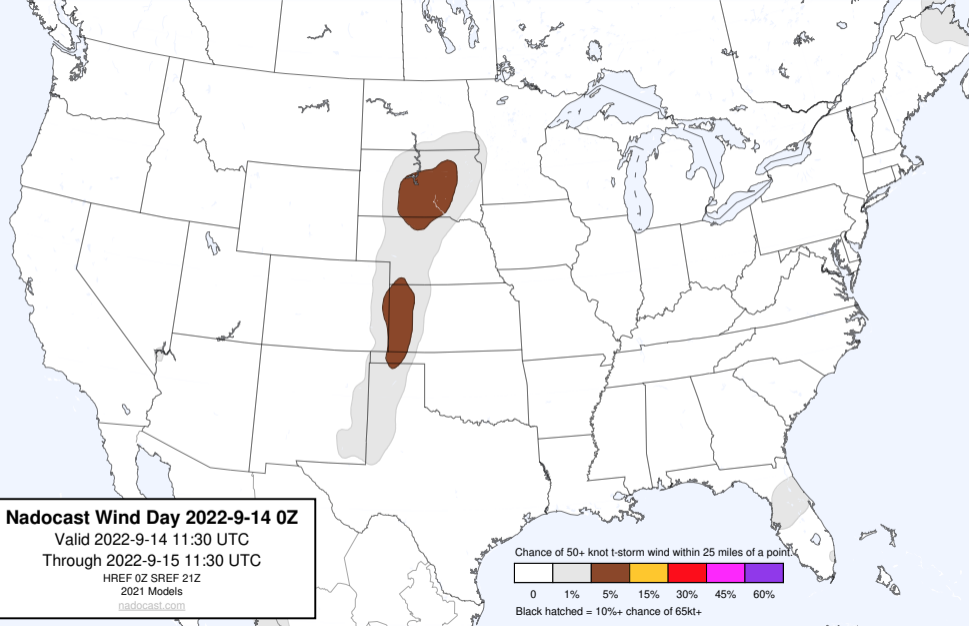 Nadocast Wind Day 2022-9-14 0Z
Valid 2022-9-14 11:30 UTC
Through 2022-9-15 11:30 UTC
HREF 0Z SREF 21Z
2021 Models
nadocast.com
Chance of 50+ knot t-storm wind within 25 miles of a point.
0 1% 5% 15% 30% 45% 60%
Black hatched = 10%+ chance of 65kt+